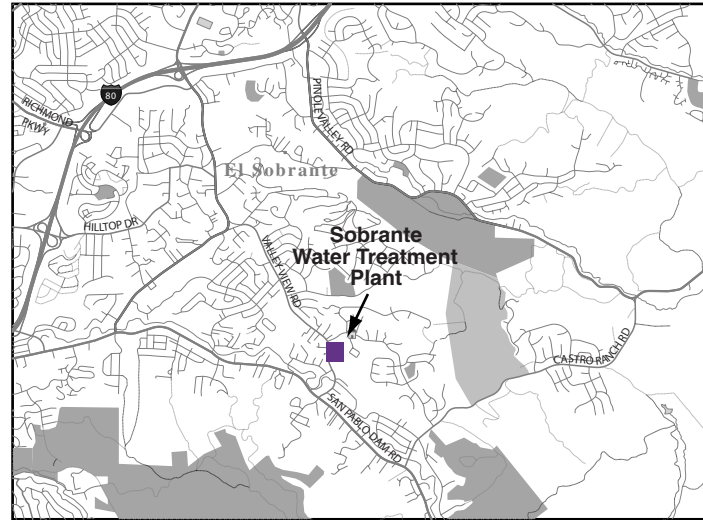 80
RICHMOND
PKWY
PINOLE VALLEY RD
El Sobrante
HILLTOP DR
VALLEY VIEW RD
Sobrante
Water Treatment
Plant
CASTRO RANCH RD
SAN PABLO DAM RD